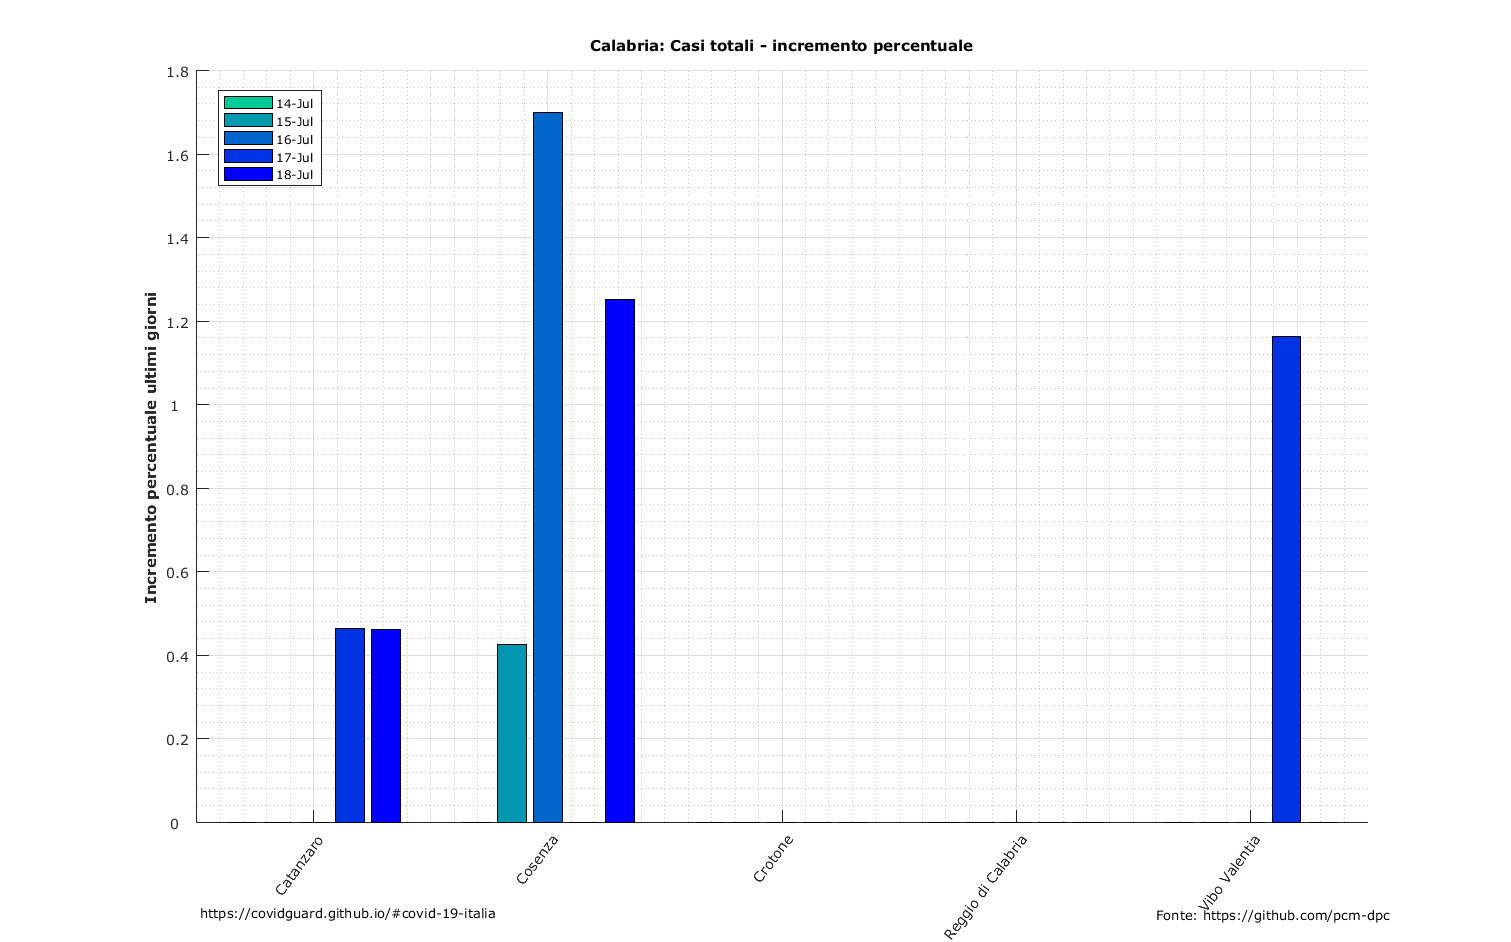 Calabria: Casi totali - incremento percentuale
Incremento percentuale ultimi giorni
1.8
1.6
1.4
1.2
1
0.8
0.6
0.4
0.2
0
14-Jul
15-Jul
16-Jul
17-Jul
18-Jul
Catanzaro
Cosenza
Crotone
Reggio di Calabria
Vibo Valentia
https://covidguard.github.io/#covid-19-italia
Fonte: https://github.com/pcm-dpc